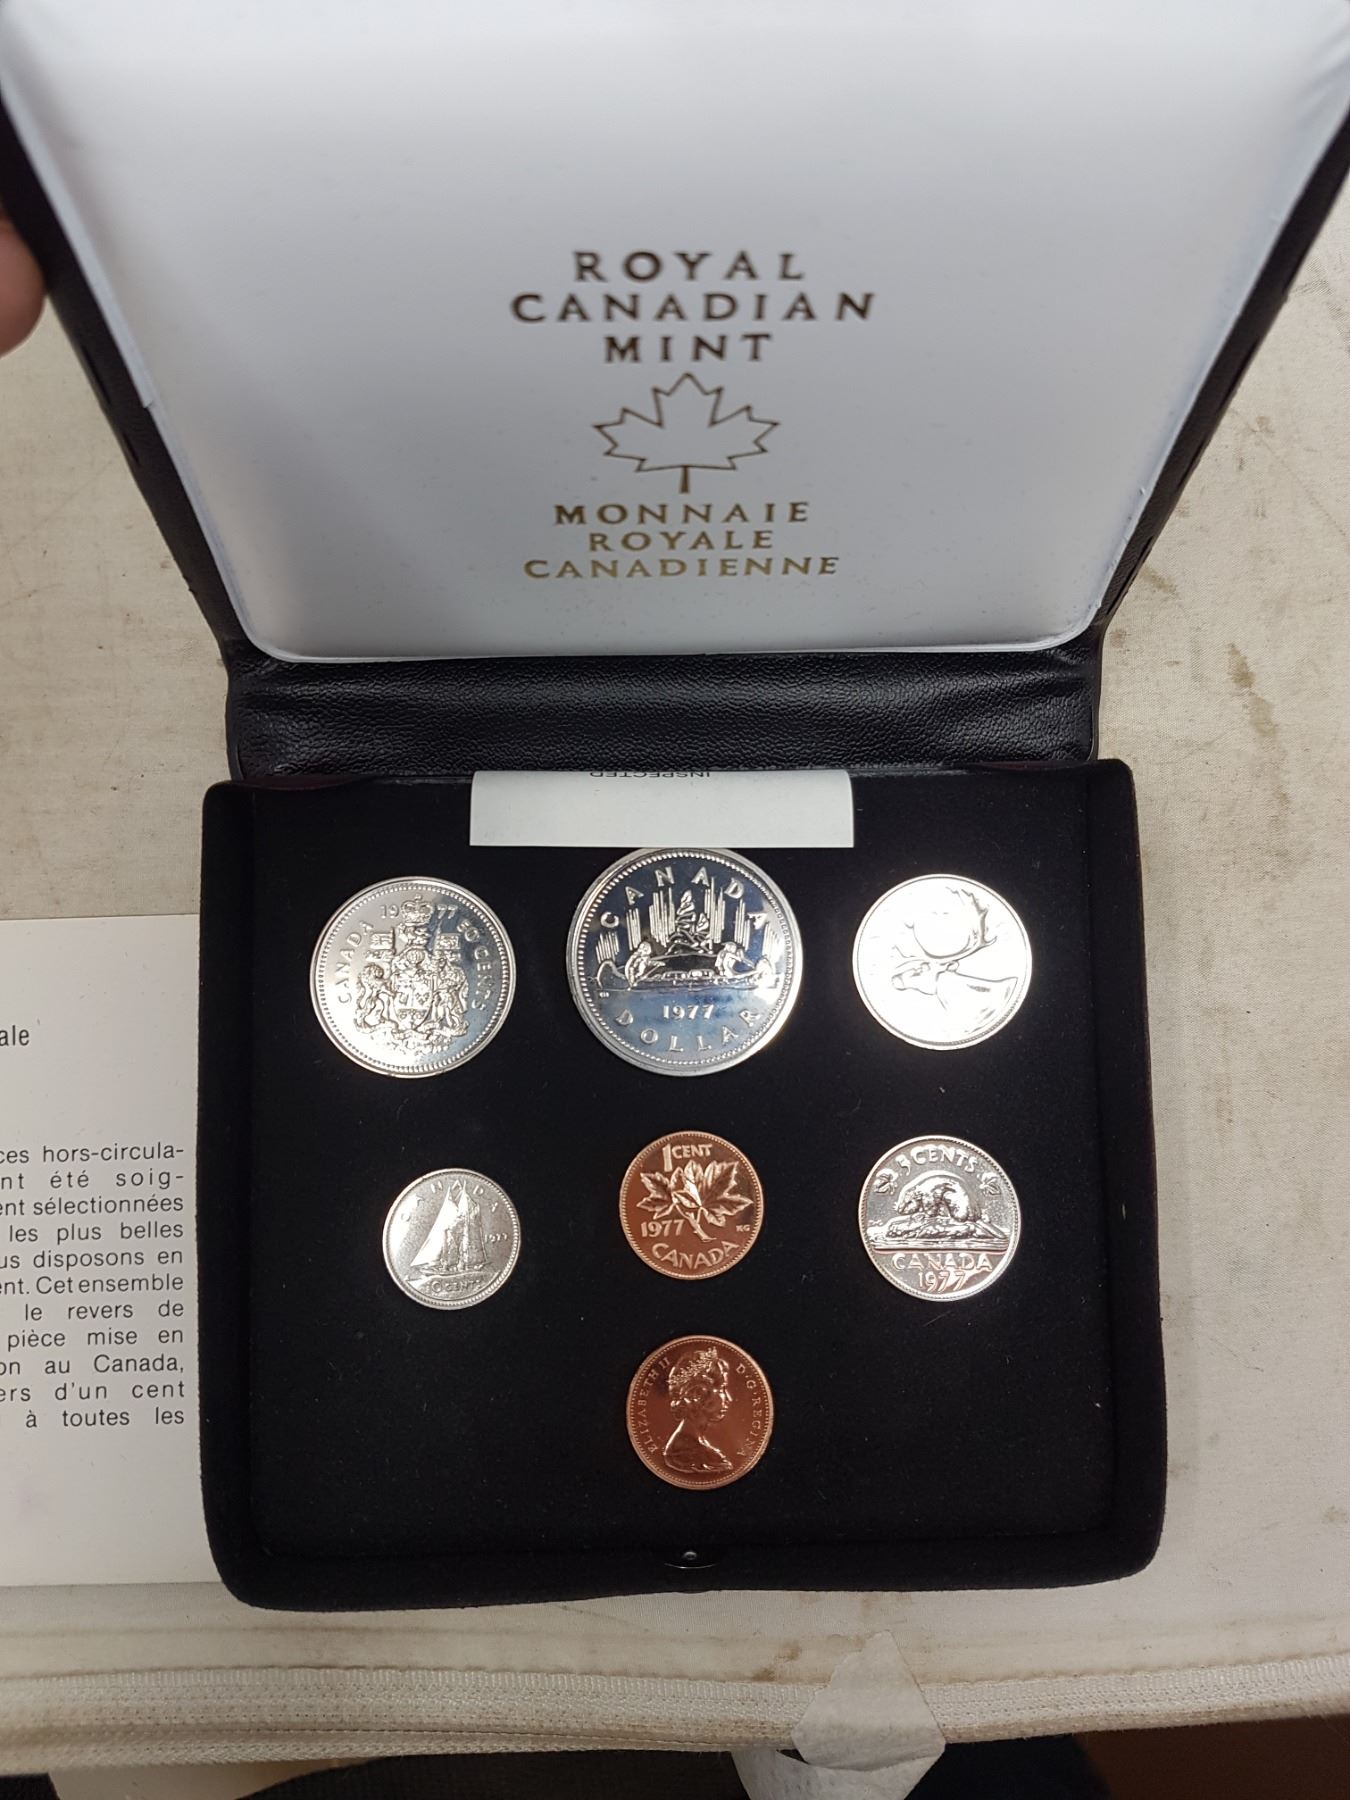 ROYAL
CANADIAN
MINT
MONNAIE
ROYALE
CANADIENNE
INSPECTED
1977
CANADA
50 CENTS
CANADA
1977
DOLLAR
CANADA
1977
10 CENTS
1 CENT
1977
KG
CANADA
5 CENTS
CANADA
1977
ELIZABETH II D·G·REGINA
ale
ces hors-circula-
nt été soig-
ent sélectionnées
les plus belles
us disposons en
ent. Cet ensemble
le revers de
pièce mise en
on au Canada,
ers d'un cent
à toutes les